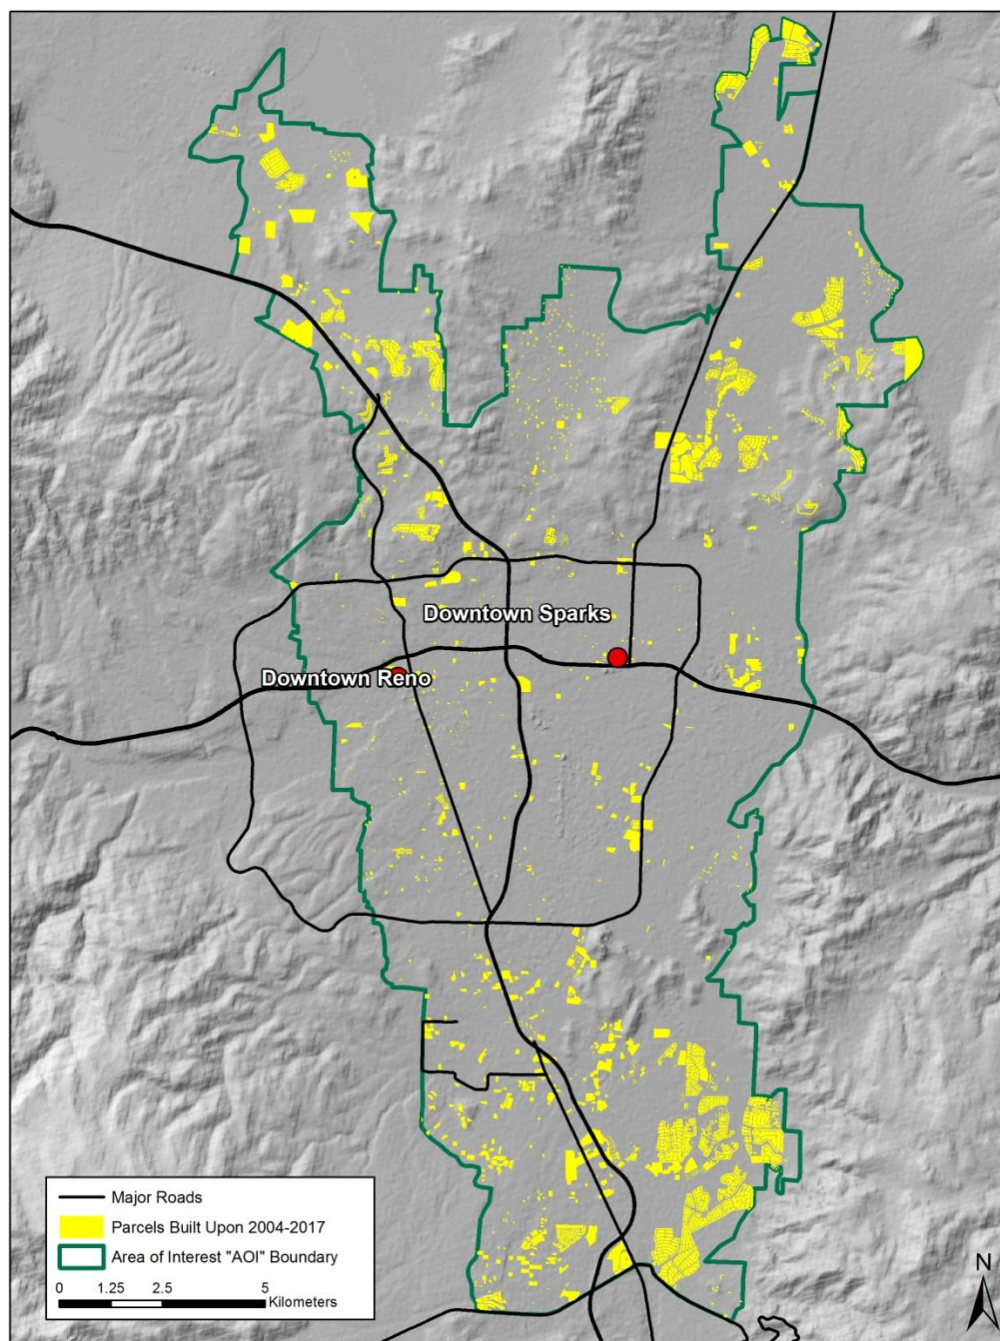 Downtown Sparks
Downtown Reno
Major Roads
Parcels Built Upon 2004-2017
Area of Interest "AOI" Boundary
0 1.25 2.5 5
Kilometers
N